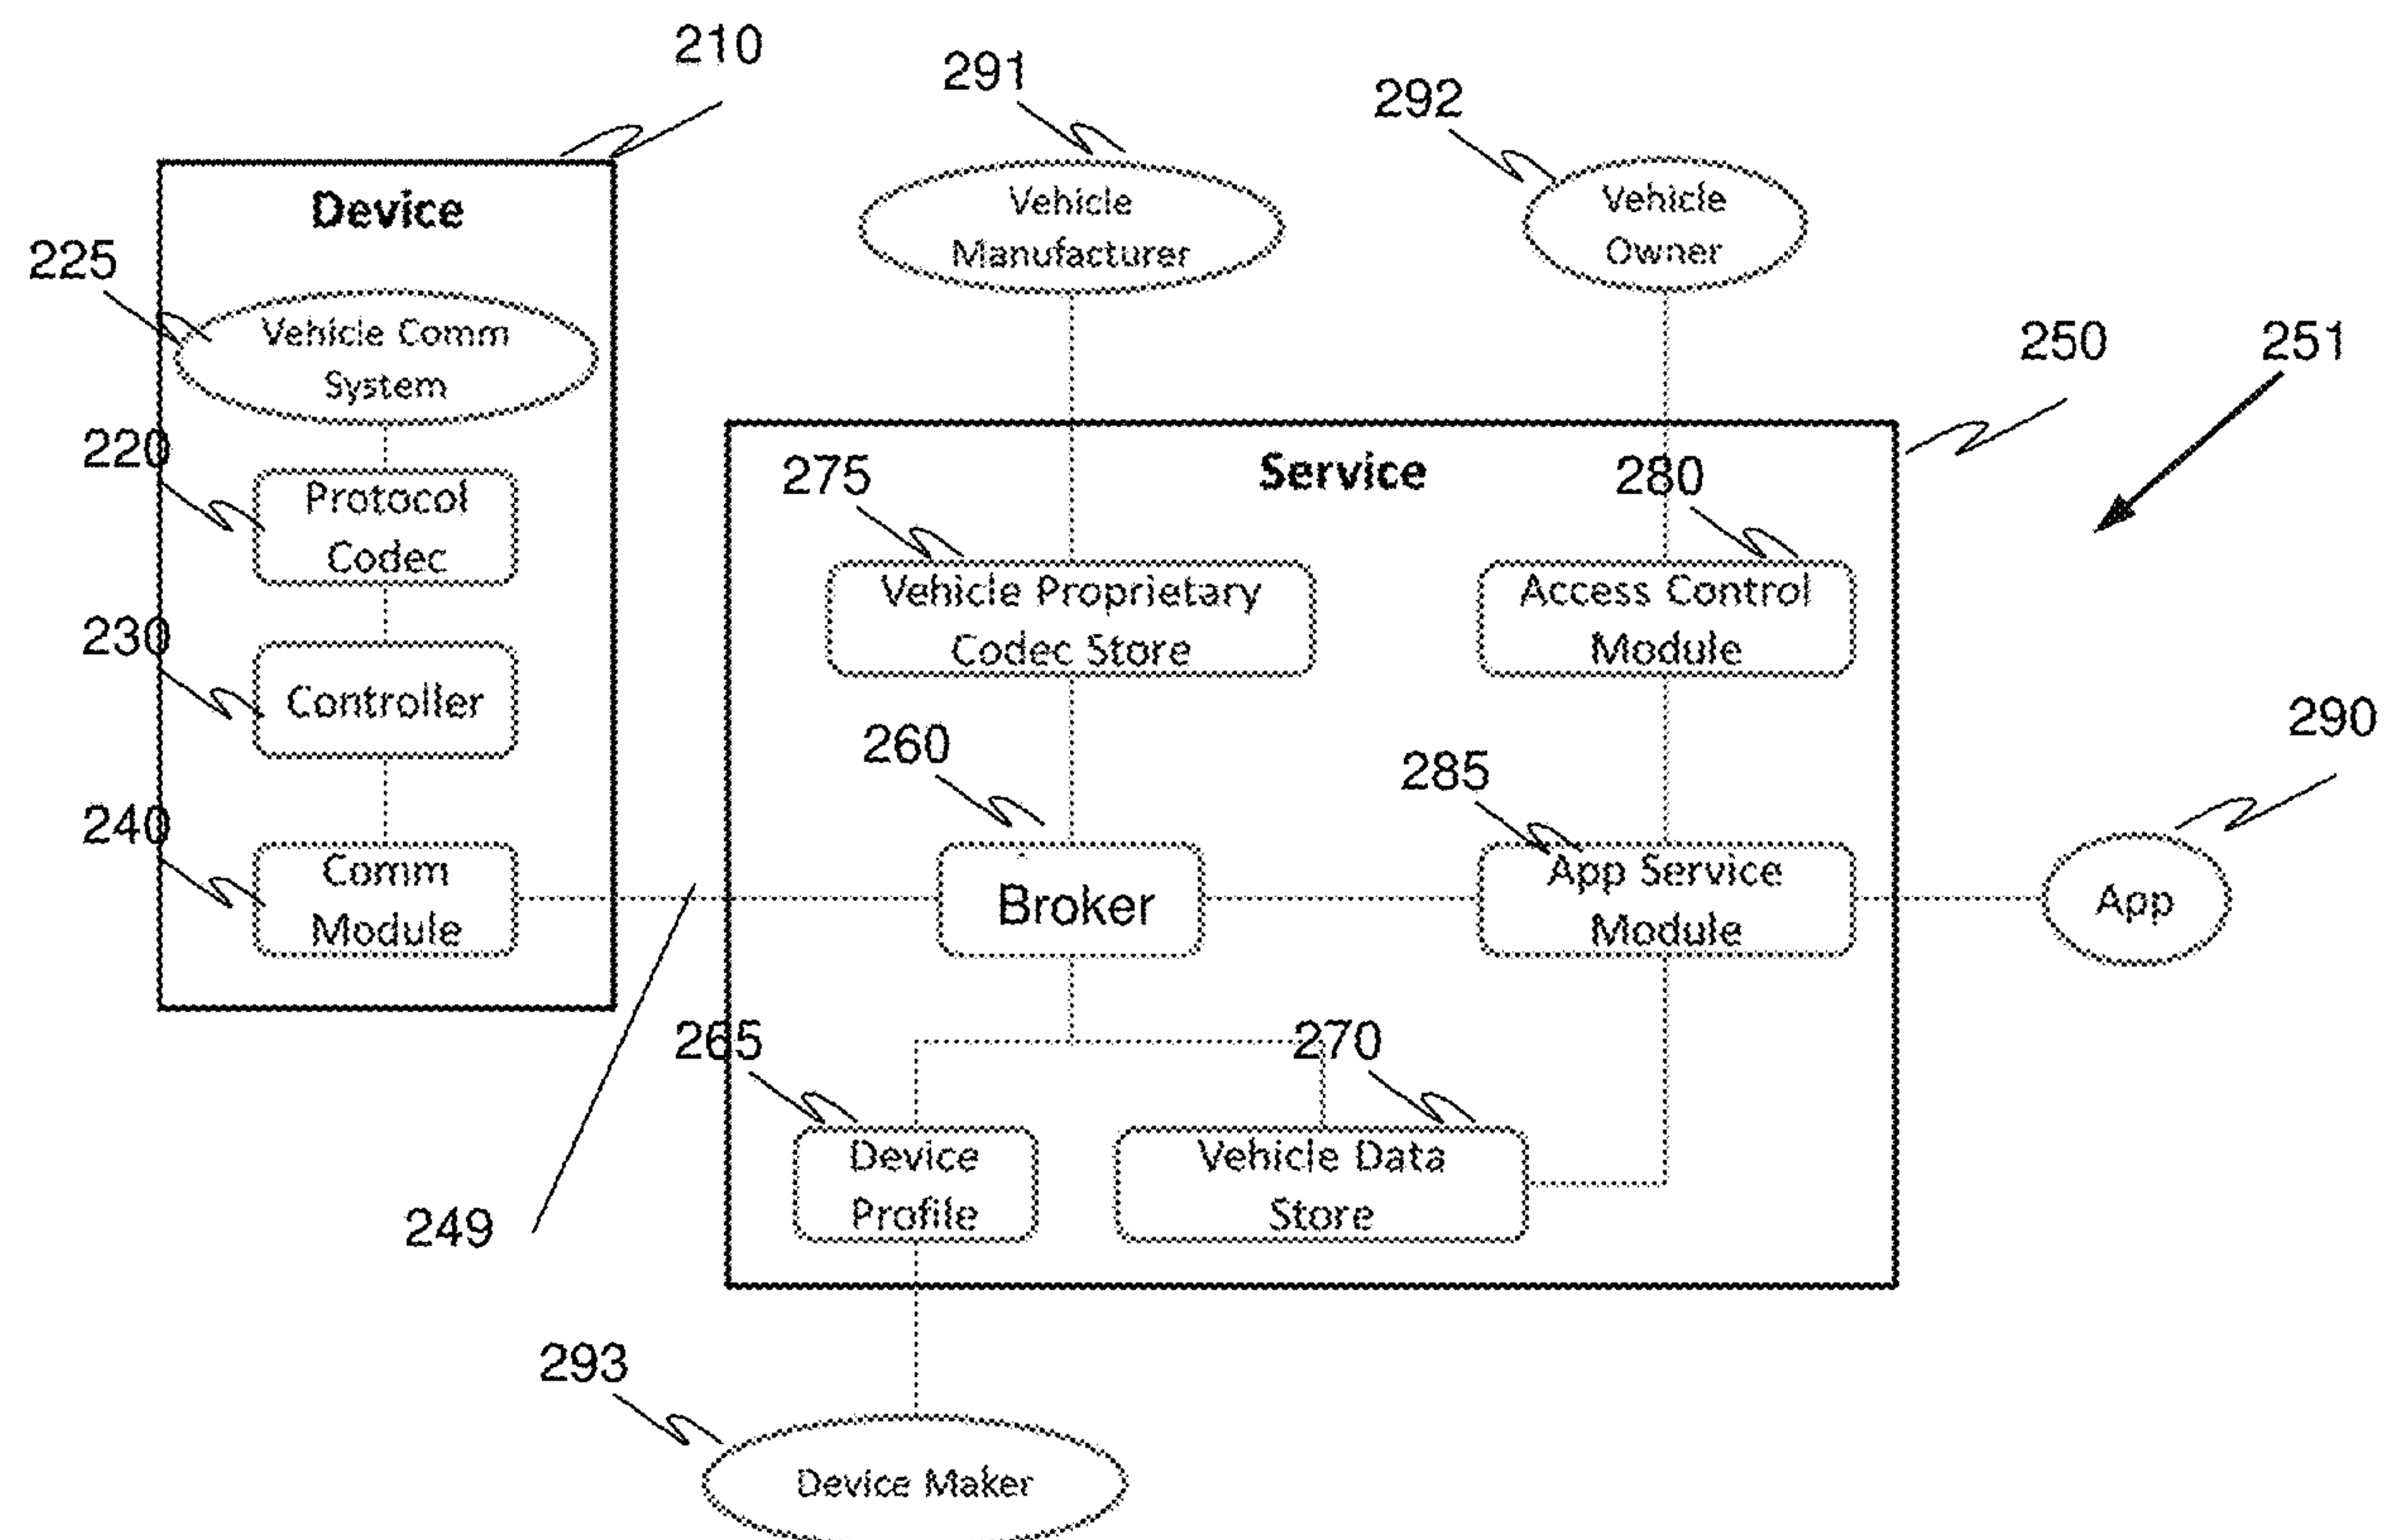 210
291
292
Device
Vehicle
Manufacturer
Vehicle
Owner
225
Vehicle Comm
System
250
251
220
Protocol
Codec
Service
275
280
Vehicle Proprietary
Codec Store
Access Control
Module
230
Controller
260
285
290
240
Comm
Module
Broker
App Service
Module
App
265
270
Device
Profile
Vehicle Data
Store
249
293
Device Maker